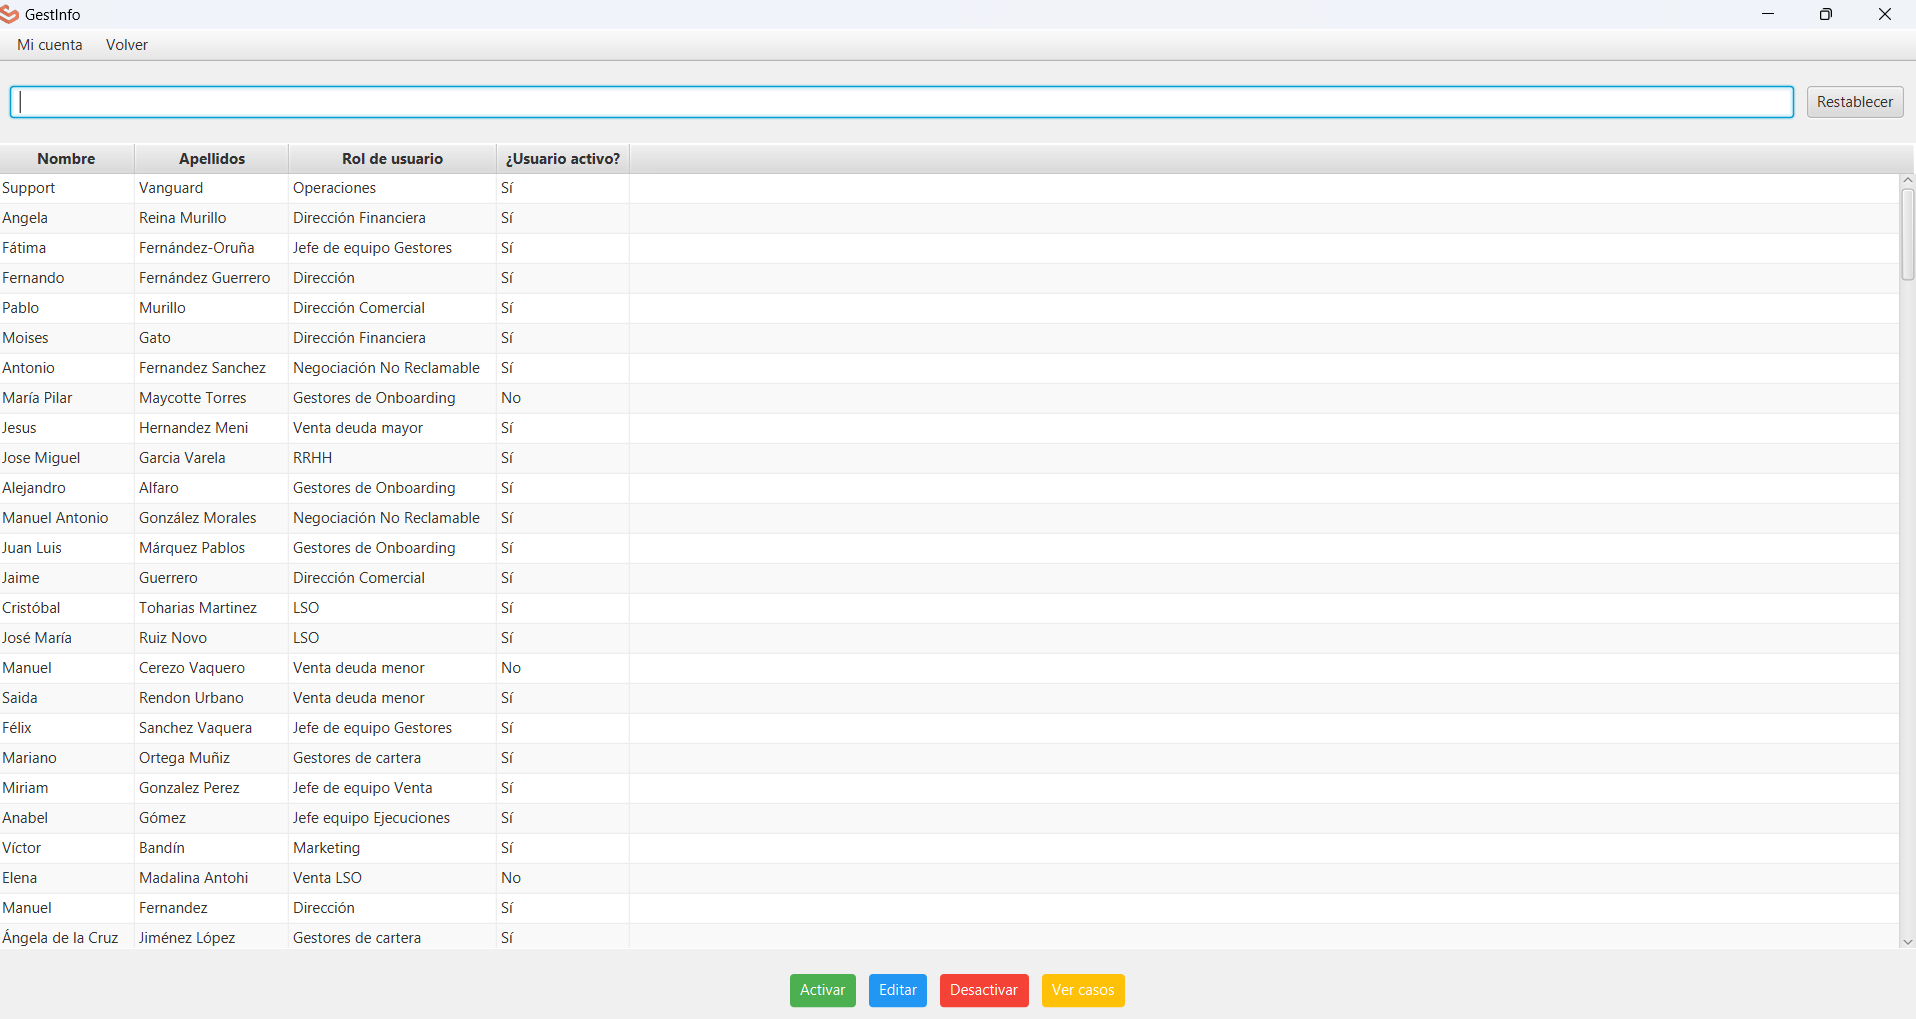 GestInfo
Mi cuenta Volver
Restablecer
Nombre Apellidos Rol de usuario ¿Usuario activo?
Support Vanguard Operaciones Sí
Angela Reina Murillo Dirección Financiera Sí
Fátima Fernández-Oruña Jefe de equipo Gestores Sí
Fernando Fernández Guerrero Dirección Sí
Pablo Murillo Dirección Comercial Sí
Moises Gato Dirección Financiera Sí
Antonio Fernandez Sanchez Negociación No Reclamable Sí
María Pilar Maycotte Torres Gestores de Onboarding No
Jesus Hernandez Meni Venta deuda mayor Sí
Jose Miguel Garcia Varela RRHH Sí
Alejandro Alfaro Gestores de Onboarding Sí
Manuel Antonio González Morales Negociación No Reclamable Sí
Juan Luis Márquez Pablos Gestores de Onboarding Sí
Jaime Guerrero Dirección Comercial Sí
Cristóbal Toharias Martinez LSO Sí
José María Ruiz Novo LSO Sí
Manuel Cerezo Vaquero Venta deuda menor No
Saida Rendon Urbano Venta deuda menor Sí
Félix Sanchez Vaquera Jefe de equipo Gestores Sí
Mariano Ortega Muñiz Gestores de cartera Sí
Miriam Gonzalez Perez Jefe de equipo Venta Sí
Anabel Gómez Jefe equipo Ejecuciones Sí
Víctor Bandín Marketing Sí
Elena Madalina Antohi Venta LSO No
Manuel Fernandez Dirección Sí
Ángela de la Cruz Jiménez López Gestores de cartera Sí
Activar Editar Desactivar Ver casos